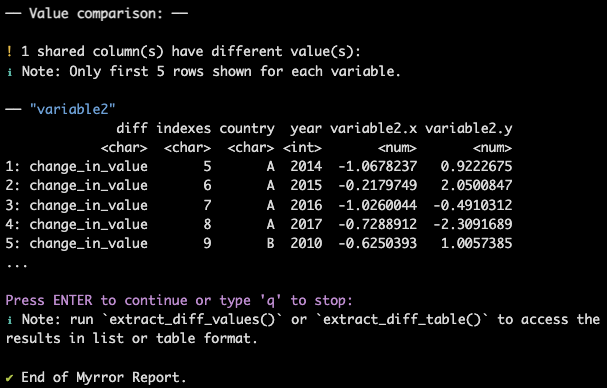 ── Value comparison: ──
! 1 shared column(s) have different value(s):
ℹ Note: Only first 5 rows shown for each variable.
── "variable2"
diff indexes country year variable2.x variable2.y
<char> <char> <char> <int> <num> <num>
1: change_in_value 5 A 2014 -1.0678237 0.9222675
2: change_in_value 6 A 2015 -0.2179749 2.0500847
3: change_in_value 7 A 2016 -1.0260044 -0.4910312
4: change_in_value 8 A 2017 -0.7288912 -2.3091689
5: change_in_value 9 B 2010 -0.6250393 1.0057385
...
Press ENTER to continue or type 'q' to stop:
ℹ Note: run `extract_diff_values()` or `extract_diff_table()` to access the
results in list or table format.
✔ End of Myrror Report.